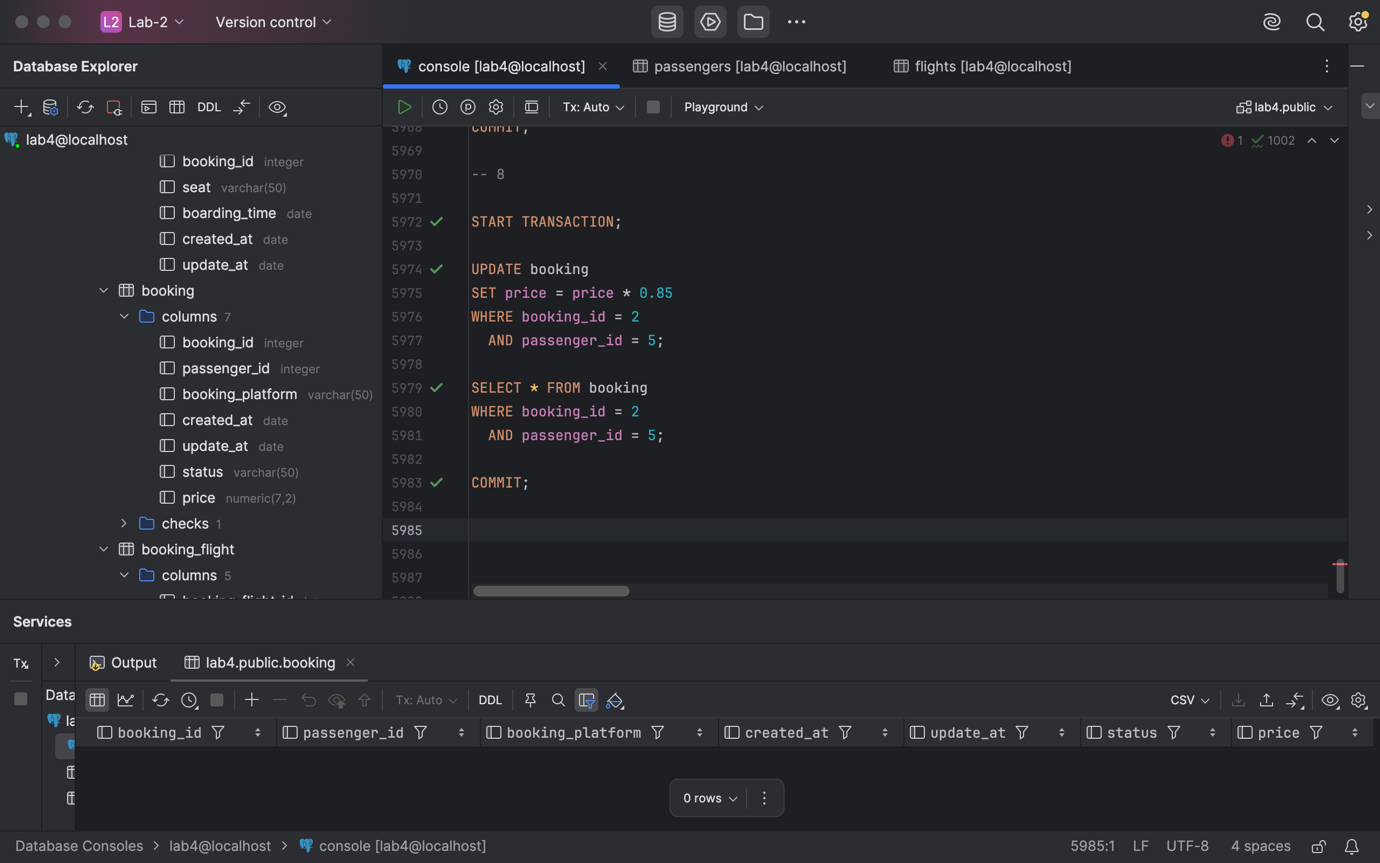 L2 Lab-2 Version control
Database Explorer
console [lab4@localhost] passengers [lab4@localhost] flights [lab4@localhost]
DDL
Tx: Auto Playground lab4.public
lab4@localhost
booking_id integer
seat varchar(50)
boarding_time date
created_at date
update_at date
booking
columns 7
booking_id integer
passenger_id integer
booking_platform varchar(50)
created_at date
update_at date
status varchar(50)
price numeric(7,2)
checks 1
booking_flight
columns 5
1 1002
5968 COMMIT;
5969
5970 -- 8
5971
5972 START TRANSACTION;
5973
5974 UPDATE booking
5975 SET price = price * 0.85
5976 WHERE booking_id = 2
5977 AND passenger_id = 5;
5978
5979 SELECT * FROM booking
5980 WHERE booking_id = 2
5981 AND passenger_id = 5;
5982
5983 COMMIT;
5984
5985
5986
5987
Services
Tx Output lab4.public.booking
Data
la
Tx: Auto DDL CSV
booking_id passenger_id booking_platform created_at update_at status price
0 rows
Database Consoles lab4@localhost console [lab4@localhost] 5985:1 LF UTF-8 4 spaces